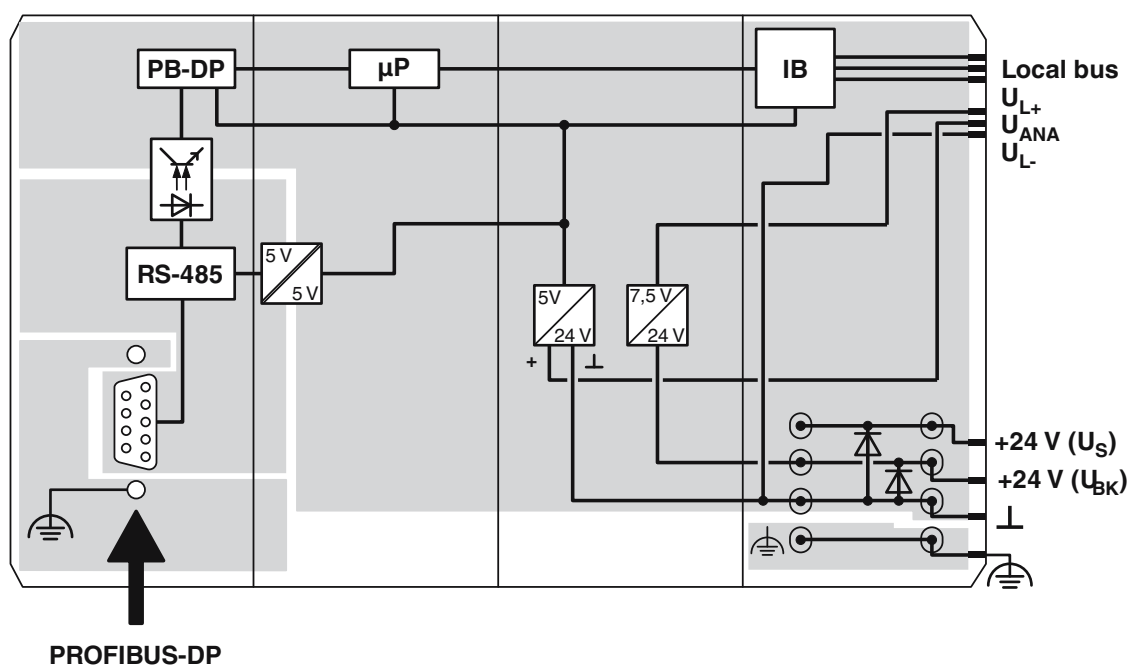 PB-DP
µP
IB
Local bus
UL+
UANA
UL-
RS-485
5 V
5 V
5V
24 V
7,5 V
24 V
+
+24 V (US)
+24 V (UBK)
PROFIBUS-DP